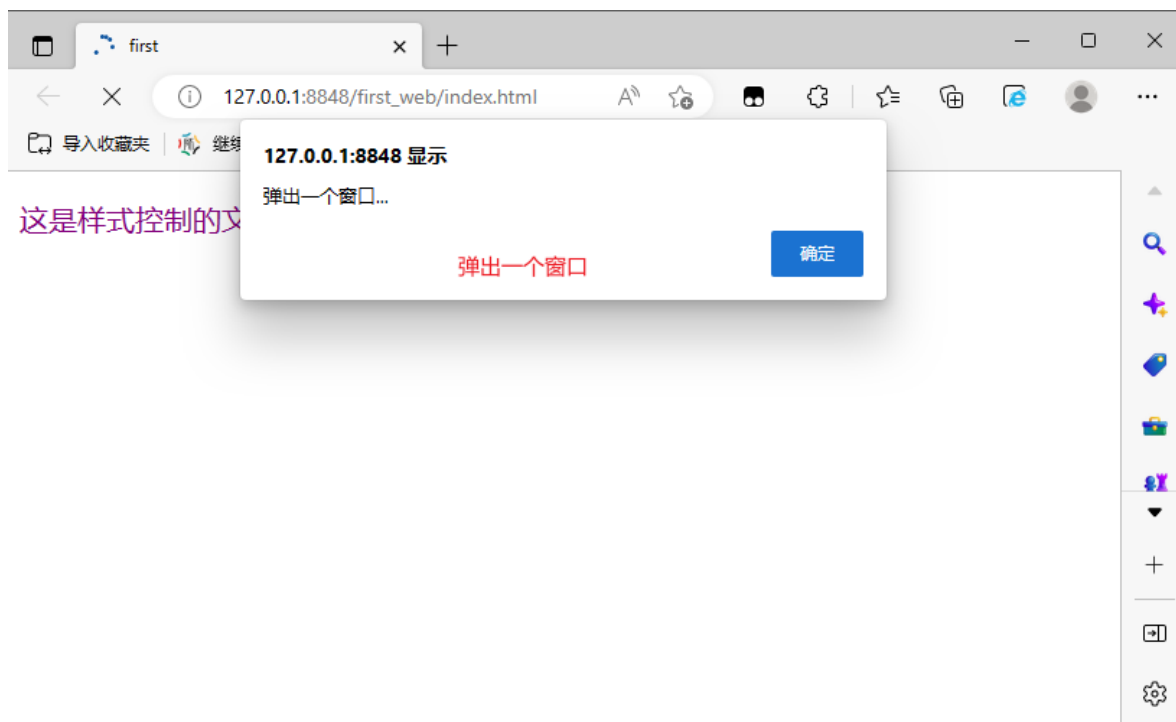 first
127.0.0.1:8848/first_web/index.html
导入收藏夹
继续
127.0.0.1:8848 显示
弹出一个窗口...
这是样式控制的文
确定
弹出一个窗口